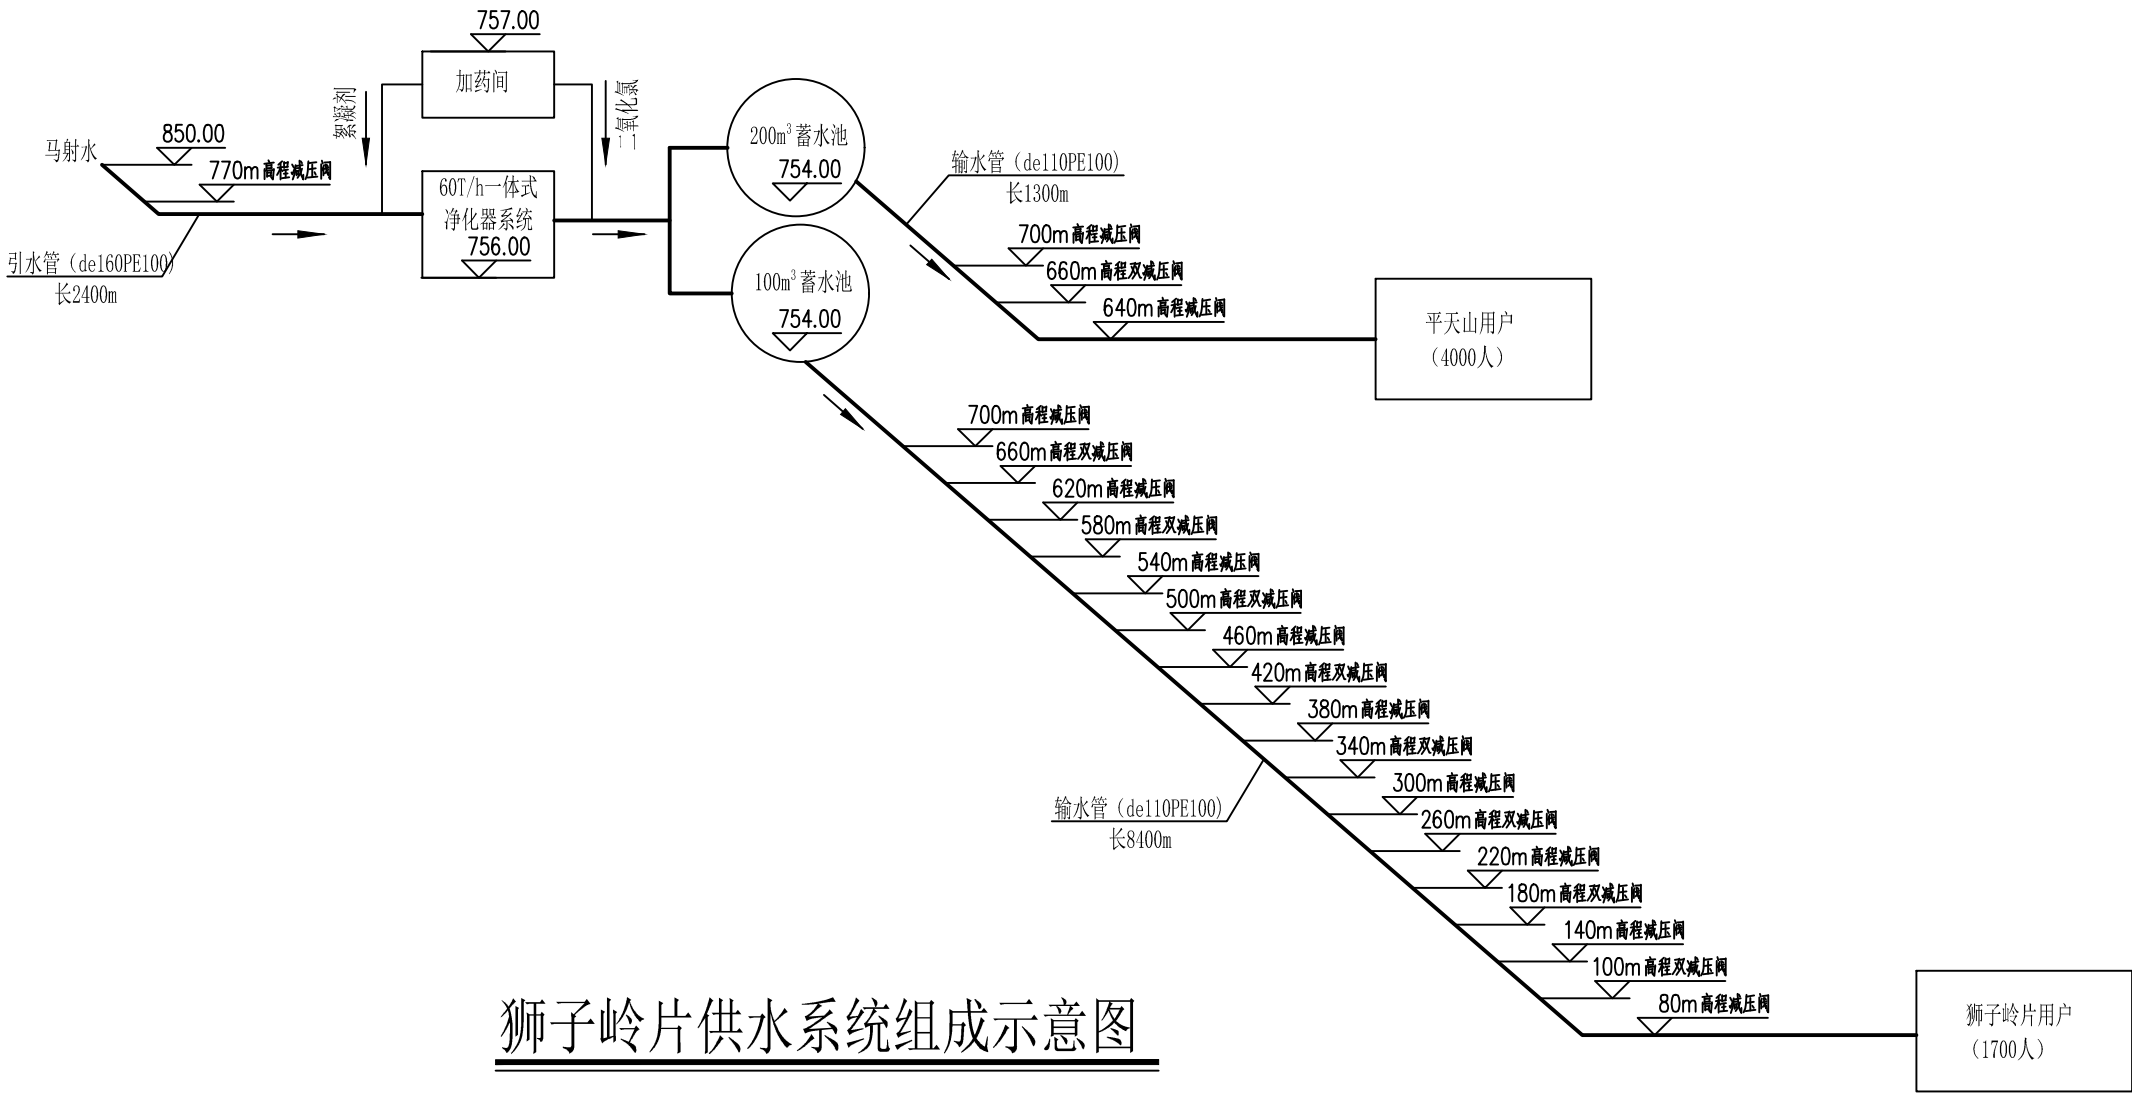 757.00
加药间
絮凝剂
二氧化氯
马射水
850.00
770m高程减压阀
引水管（de160PE100）
长2400m
60T/h一体式
净化器系统
756.00
200m³蓄水池
754.00
100m³蓄水池
754.00
输水管（de110PE100）
长1300m
700m高程减压阀
660m高程双减压阀
640m高程减压阀
平天山用户
（4000人）
700m高程减压阀
660m高程双减压阀
620m高程减压阀
580m高程双减压阀
540m高程减压阀
500m高程双减压阀
460m高程减压阀
420m高程双减压阀
380m高程减压阀
340m高程双减压阀
300m高程减压阀
260m高程双减压阀
220m高程减压阀
180m高程双减压阀
140m高程减压阀
100m高程双减压阀
80m高程减压阀
输水管（de110PE100）
长8400m
狮子岭片用户
（1700人）
狮子岭片供水系统组成示意图